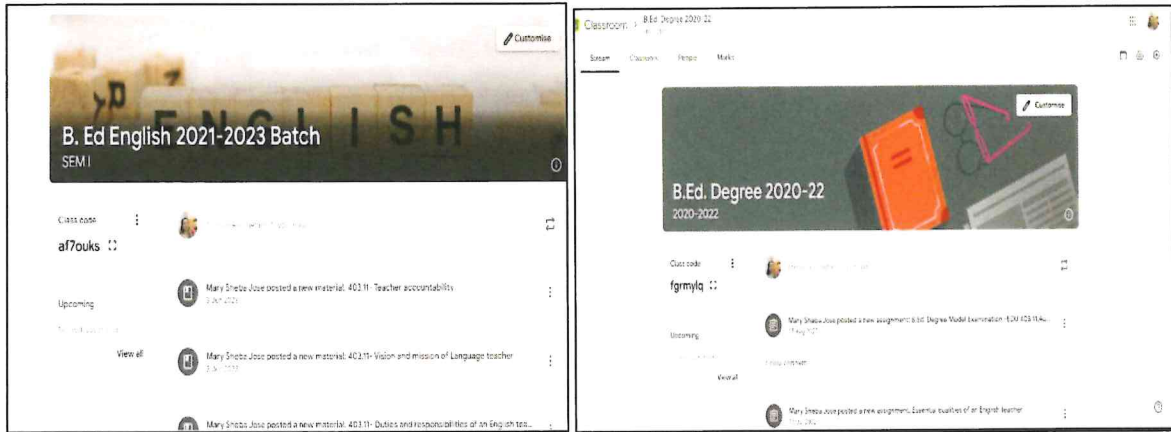 Customise
ENGLISH
B. Ed English 2021-2023 Batch
SEM I
Class code
af7ouks
Upcoming
View all
Mary Sheba Jose posted a new material: 403.11- Teacher accountability
Mary Sheba Jose posted a new material: 403.11- Vision and mission of Language teacher
Mary Sheba Jose posted a new material: 403.11- Duties and responsibilities of an English tea...
Classroom
B.Ed. Degree 2020-22
Stream
Classwork
People
Marks
Customise
B.Ed. Degree 2020-22
2020-2022
Class code
fgrmylq
Upcoming
View all
Mary Sheba Jose posted a new assignment: B.Ed. Degree Model Examination -EDU 403.11,Au...
Mary Sheba Jose posted a new assignment: Essential qualities of an English teacher